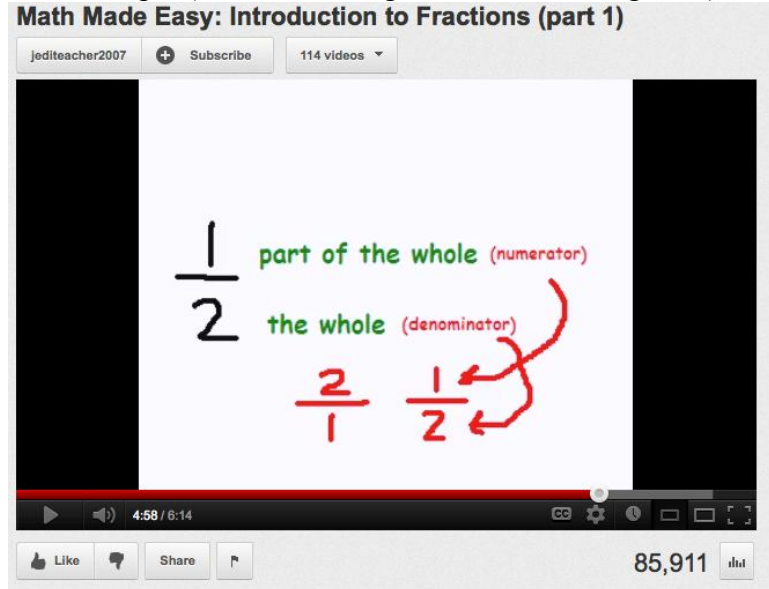 Math Made Easy: Introduction to Fractions (part 1)
jediteacher2007 Subscribe 114 videos
1 part of the whole (numerator)
2 the whole (denominator)
2 1
1 2
4:58 / 6:14 CC
Like Share 85,911